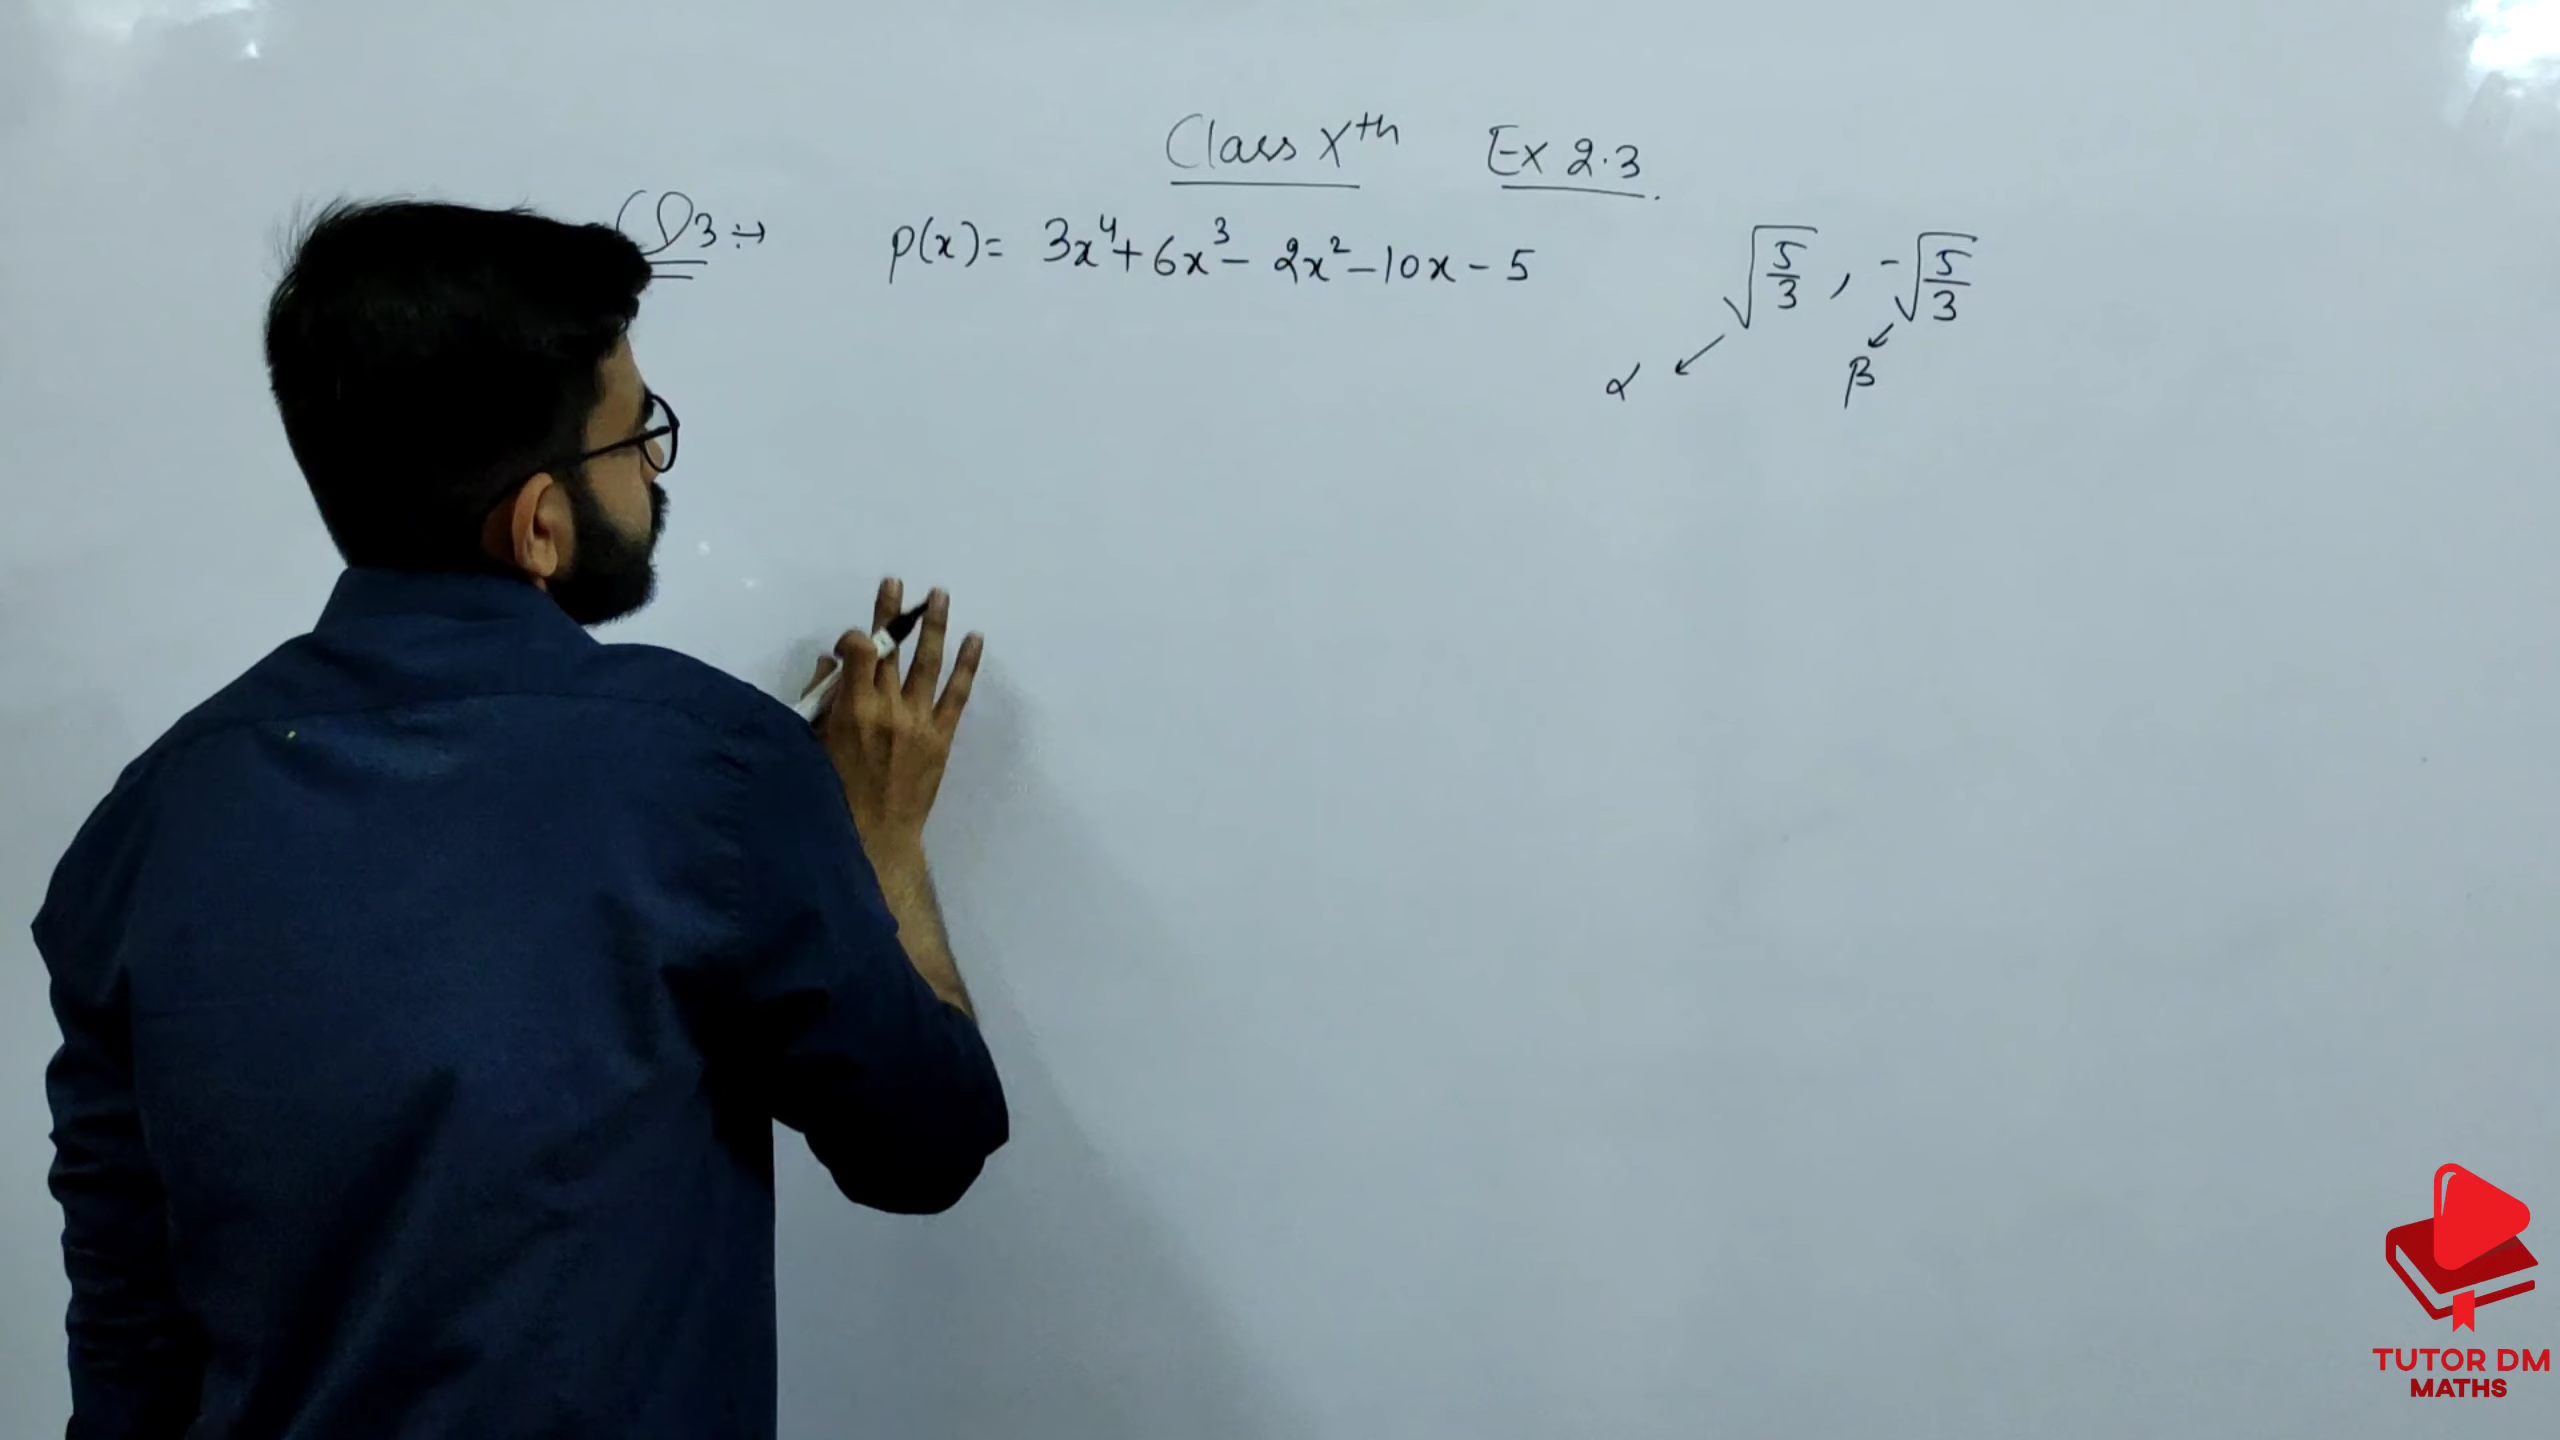 Class Xth Ex 2.3.
Q3 :→ p(x) = 3x⁴ + 6x³ - 2x² - 10x - 5 √5/3 , -√5/3
α β
TUTOR DM
MATHS